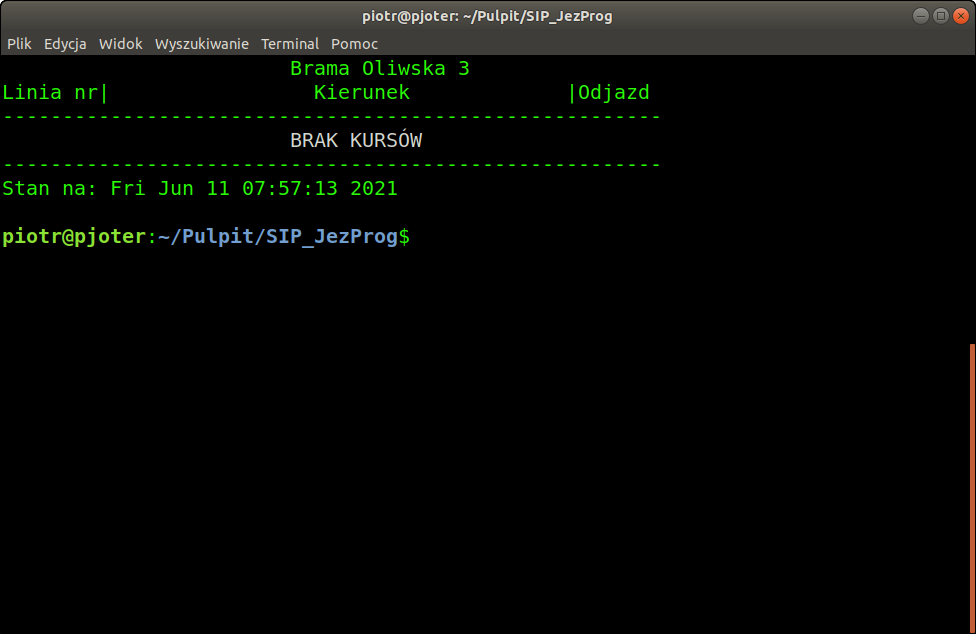 piotr@pjoter: ~/Pulpit/SIP_JezProg
Plik Edycja Widok Wyszukiwanie Terminal Pomoc
Brama Oliwska 3
Linia nr| Kierunek |Odjazd
-------------------------------------------------------
BRAK KURSÓW
-------------------------------------------------------
Stan na: Fri Jun 11 07:57:13 2021
piotr@pjoter:~/Pulpit/SIP_JezProg$